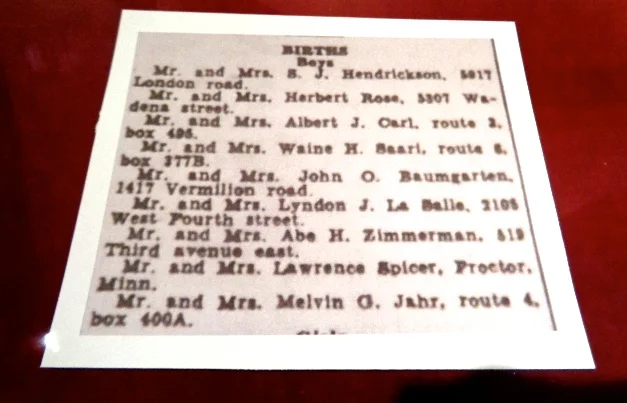 BIRTHS
Boys
Mr. and Mrs. S. J. Hendrickson, 5917
London road.
Mr. and Mrs. Herbert Rose, 5307 Wa-
dena street.
Mr. and Mrs. Albert J. Carl, route 2,
box 496.
Mr. and Mrs. Waine H. Saari, route 6,
box 377B.
Mr. and Mrs. John O. Baumgarten,
1417 Vermilion road.
Mr. and Mrs. Lyndon J. La Salle, 2105
West Fourth street.
Mr. and Mrs. Abe H. Zimmerman, 519
Third avenue east.
Mr. and Mrs. Lawrence Spicer, Proctor,
Minn.
Mr. and Mrs. Melvin G. Jahr, route 4,
box 400A.